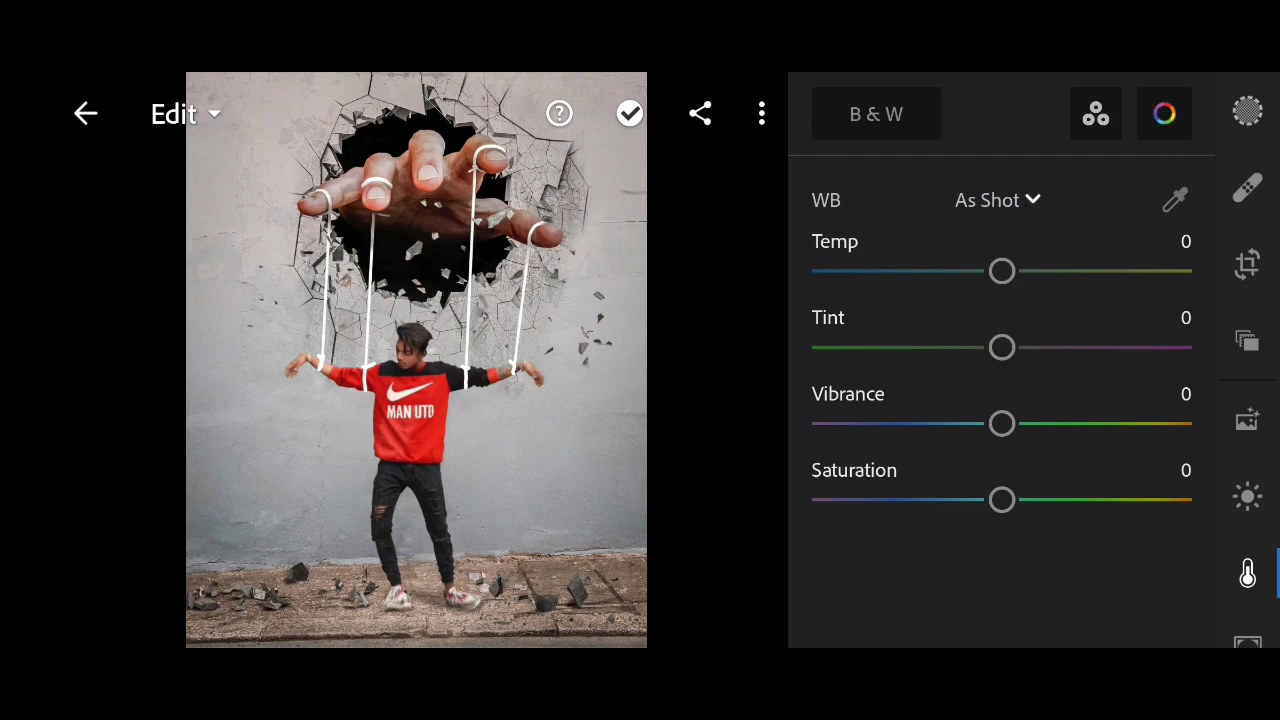 Edit
B & W
WB As Shot
Temp 0
Tint 0
Vibrance 0
Saturation 0
MAN UTD